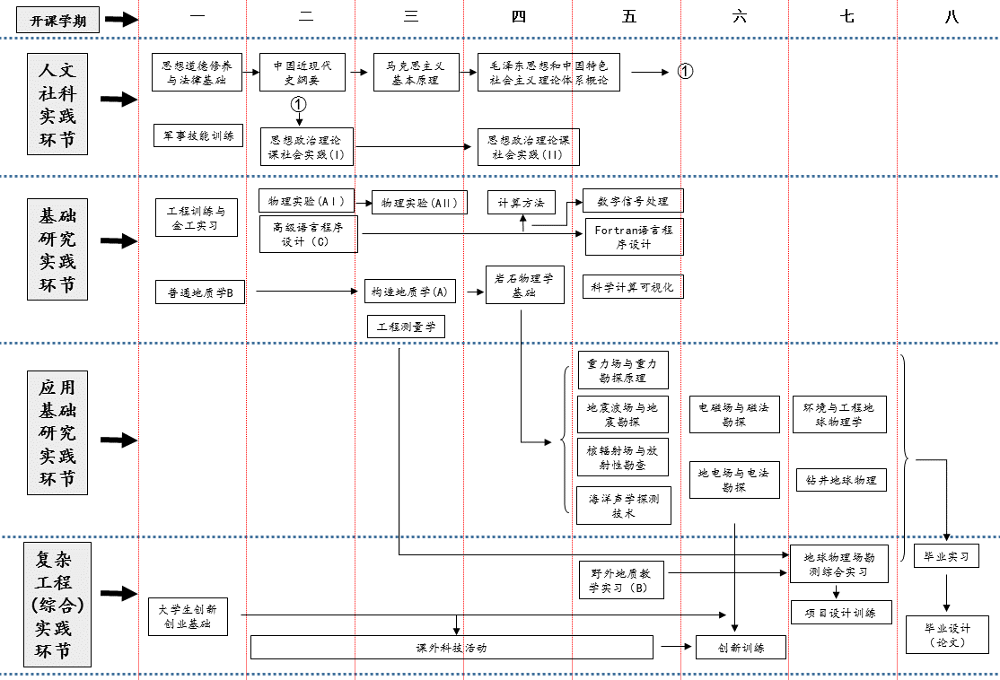 开课学期
一
二
三
四
五
六
七
八
人文
社科
实践
环节
思想道德修养
与法律基础
中国近现代
史纲要
马克思主义
基本原理
毛泽东思想和中国特色
社会主义理论体系概论
①
①
军事技能训练
思想政治理论
课社会实践(I)
思想政治理论课
社会实践(II)
基础
研究
实践
环节
工程训练与
金工实习
物理实验(AⅠ)
物理实验(AII)
计算方法
数字信号处理
高级语言程序
设计（C）
Fortran语言程
序设计
普通地质学B
构造地质学(A)
岩石物理学
基础
科学计算可视化
工程测量学
应用
基础
研究
实践
环节
重力场与重力
勘探原理
地震波场与地
震勘探
电磁场与磁法
勘探
环境与工程地
球物理学
核辐射场与放
射性勘查
地电场与电法
勘探
钻井地球物理
海洋声学探测
技术
复杂
工程
(综合)
实践
环节
地球物理场勘
测综合实习
毕业实习
野外地质教
学实习（B）
大学生创新
创业基础
项目设计训练
课外科技活动
创新训练
毕业设计
（论文）